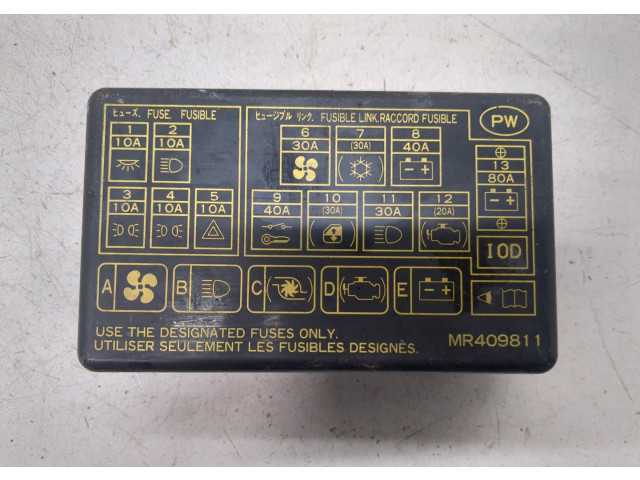 ヒューズ. FUSE. FUSIBLE
ヒュージブル リンク. FUSIBLE LINK. RACCORD FUSIBLE
PW
1 2
10A 10A
6 7 8
30A (30A) 40A
13
80A
3 4 5
10A 10A 10A
9 10 11 12
40A (30A) 30A (20A)
IOD
A B C D E
USE THE DESIGNATED FUSES ONLY.
UTILISER SEULEMENT LES FUSIBLES DESIGNÉS.
MR409811